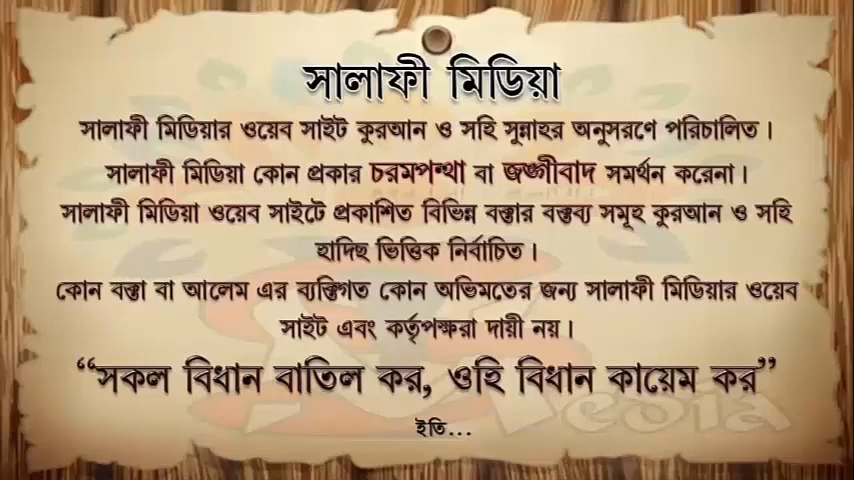 সালাফী মিডিয়া
সালাফী মিডিয়ার ওয়েব সাইট কুরআন ও সহি সুন্নাহর অনুসরণে পরিচালিত।
সালাফী মিডিয়া কোন প্রকার চরমপন্থা বা জঙ্গীবাদ সমর্থন করেনা।
সালাফী মিডিয়া ওয়েব সাইটে প্রকাশিত বিভিন্ন বক্তার বক্তব্য সমূহ কুরআন ও সহি
হাদিছ ভিত্তিক নির্বাচিত।
কোন বক্তা বা আলেম এর ব্যক্তিগত কোন অভিমতের জন্য সালাফী মিডিয়ার ওয়েব
সাইট এবং কর্তৃপক্ষরা দায়ী নয়।
“সকল বিধান বাতিল কর, ওহি বিধান কায়েম কর”
ইতি...